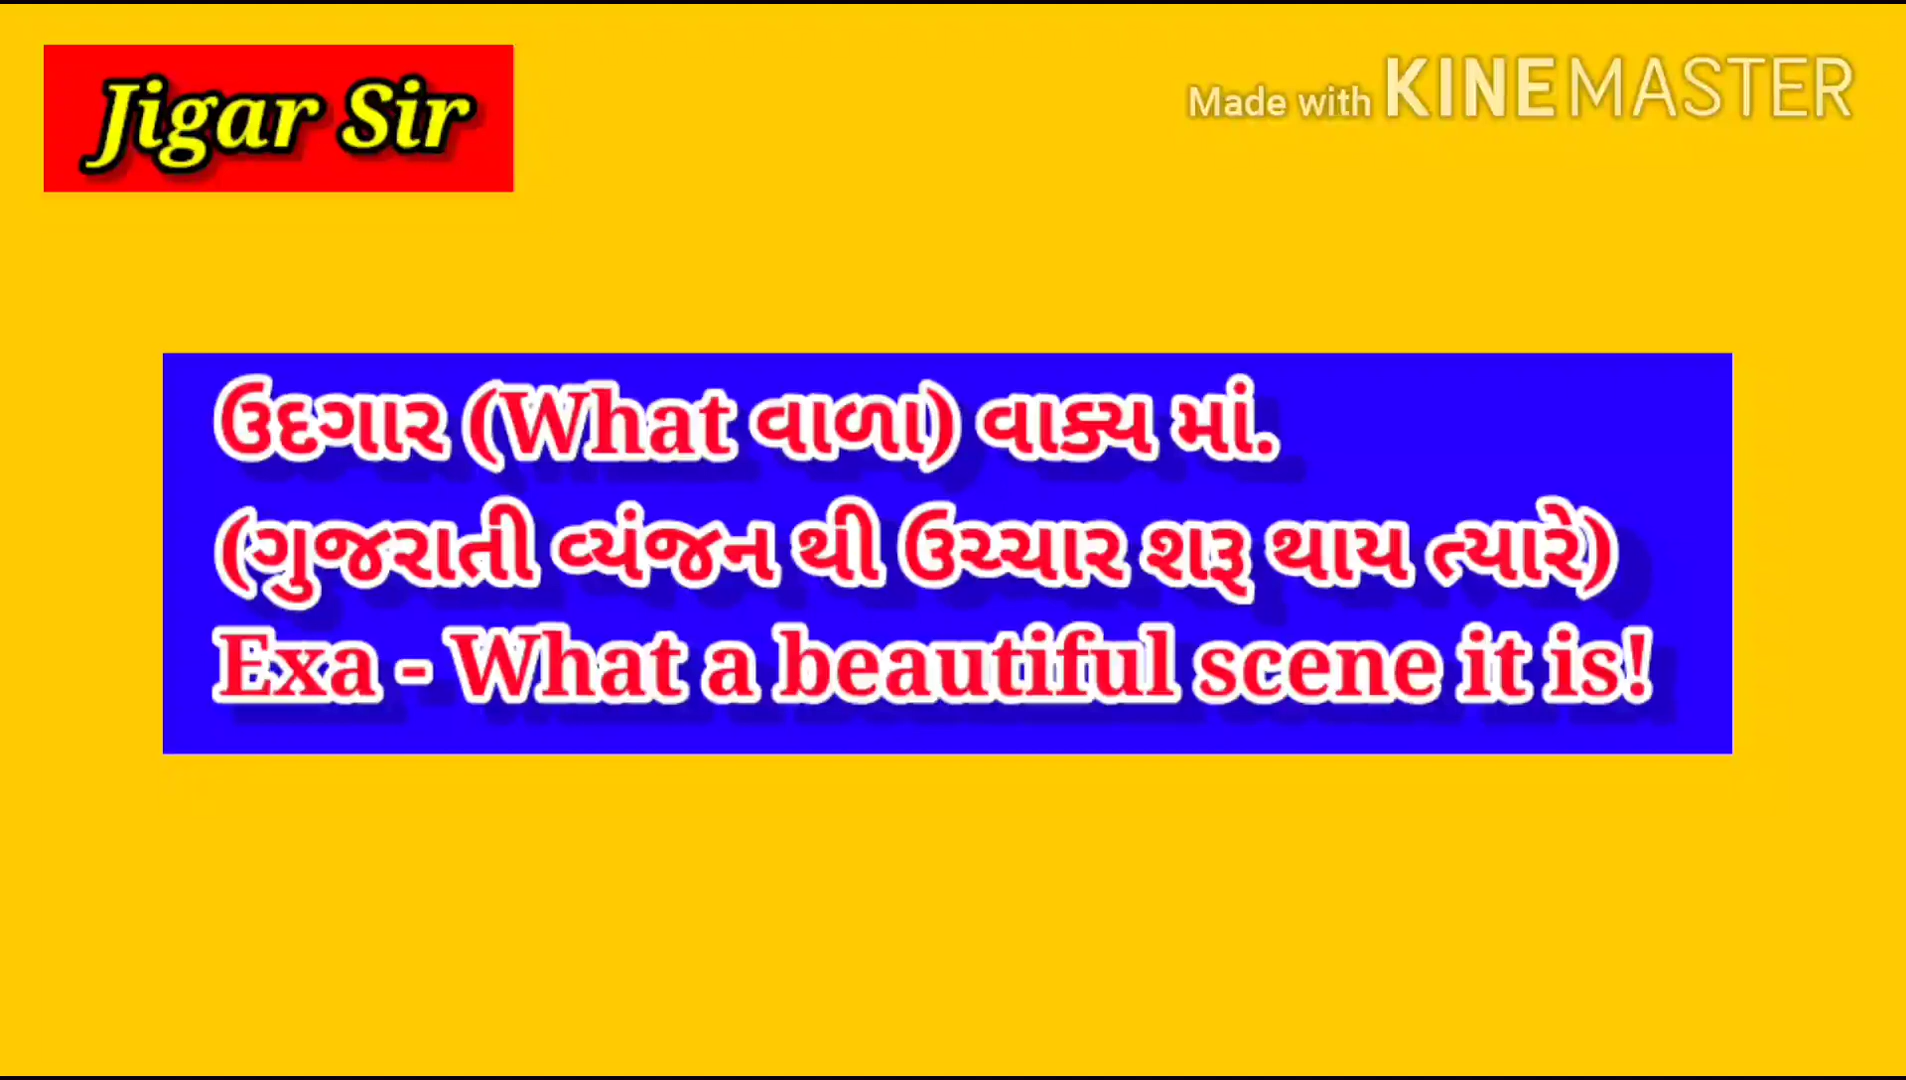 Jigar Sir
Made with KINEMASTER
ઉદગાર (What વાળા) વાક્ય માં.
(ગુજરાતી વ્યંજન થી ઉચ્ચાર શરૂ થાય ત્યારે)
Exa - What a beautiful scene it is!